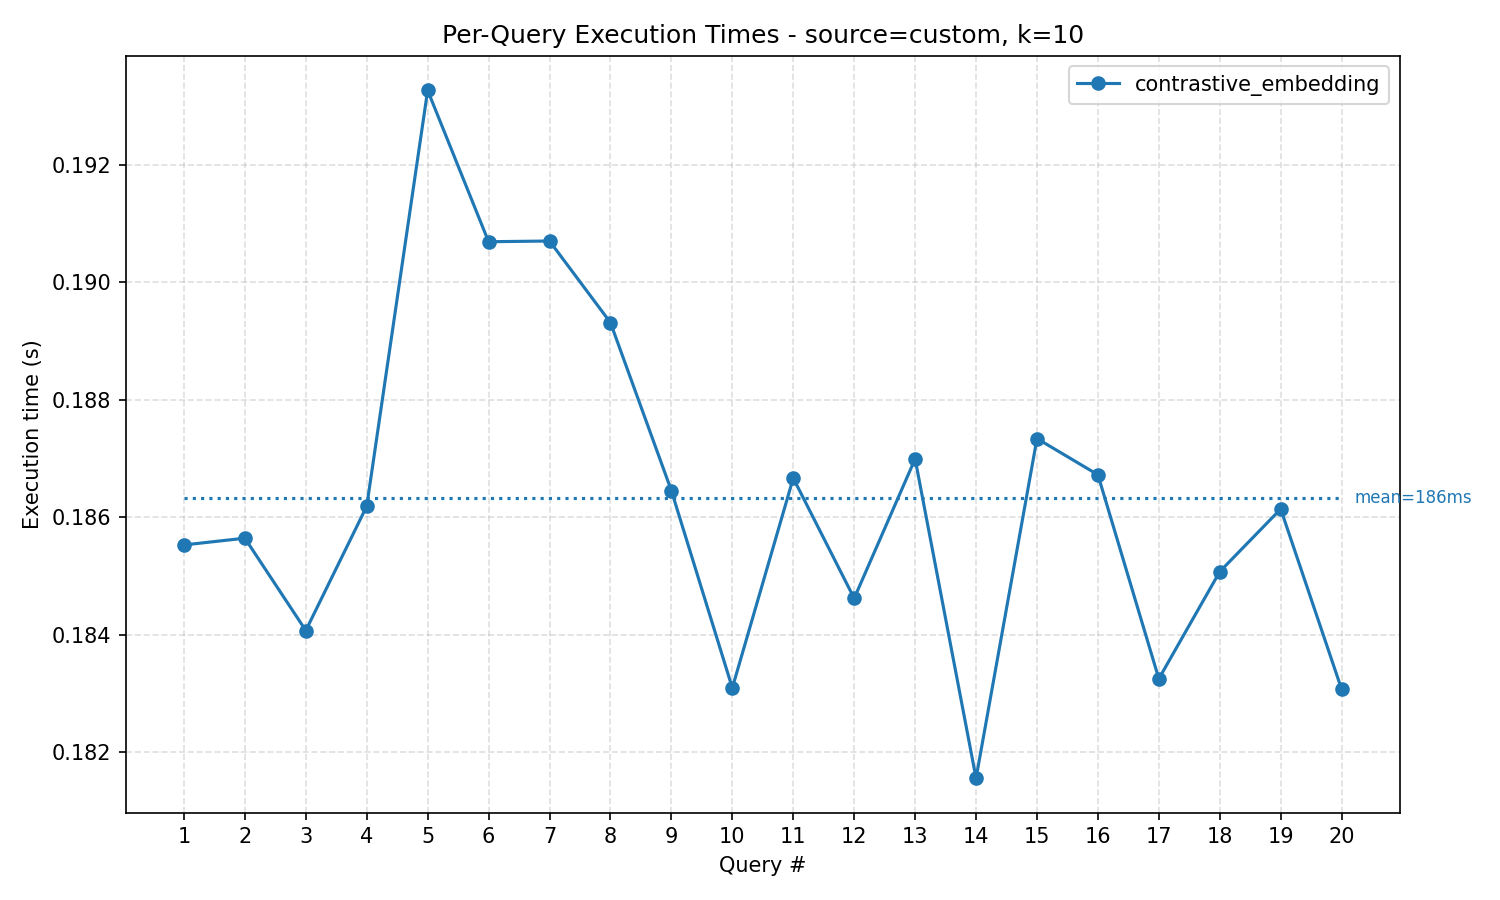 Per-Query Execution Times - source=custom, k=10
contrastive_embedding
0.192
0.190
0.188
0.186
0.184
0.182
Execution time (s)
mean=186ms
1 2 3 4 5 6 7 8 9 10 11 12 13 14 15 16 17 18 19 20
Query #